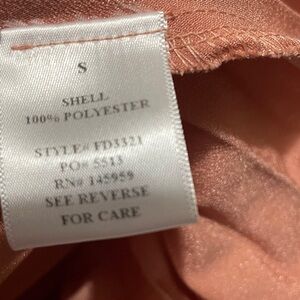 S
SHELL
100% POLYESTER
STYLE# FD3321
PO# 5513
RN# 145959
SEE REVERSE
FOR CARE